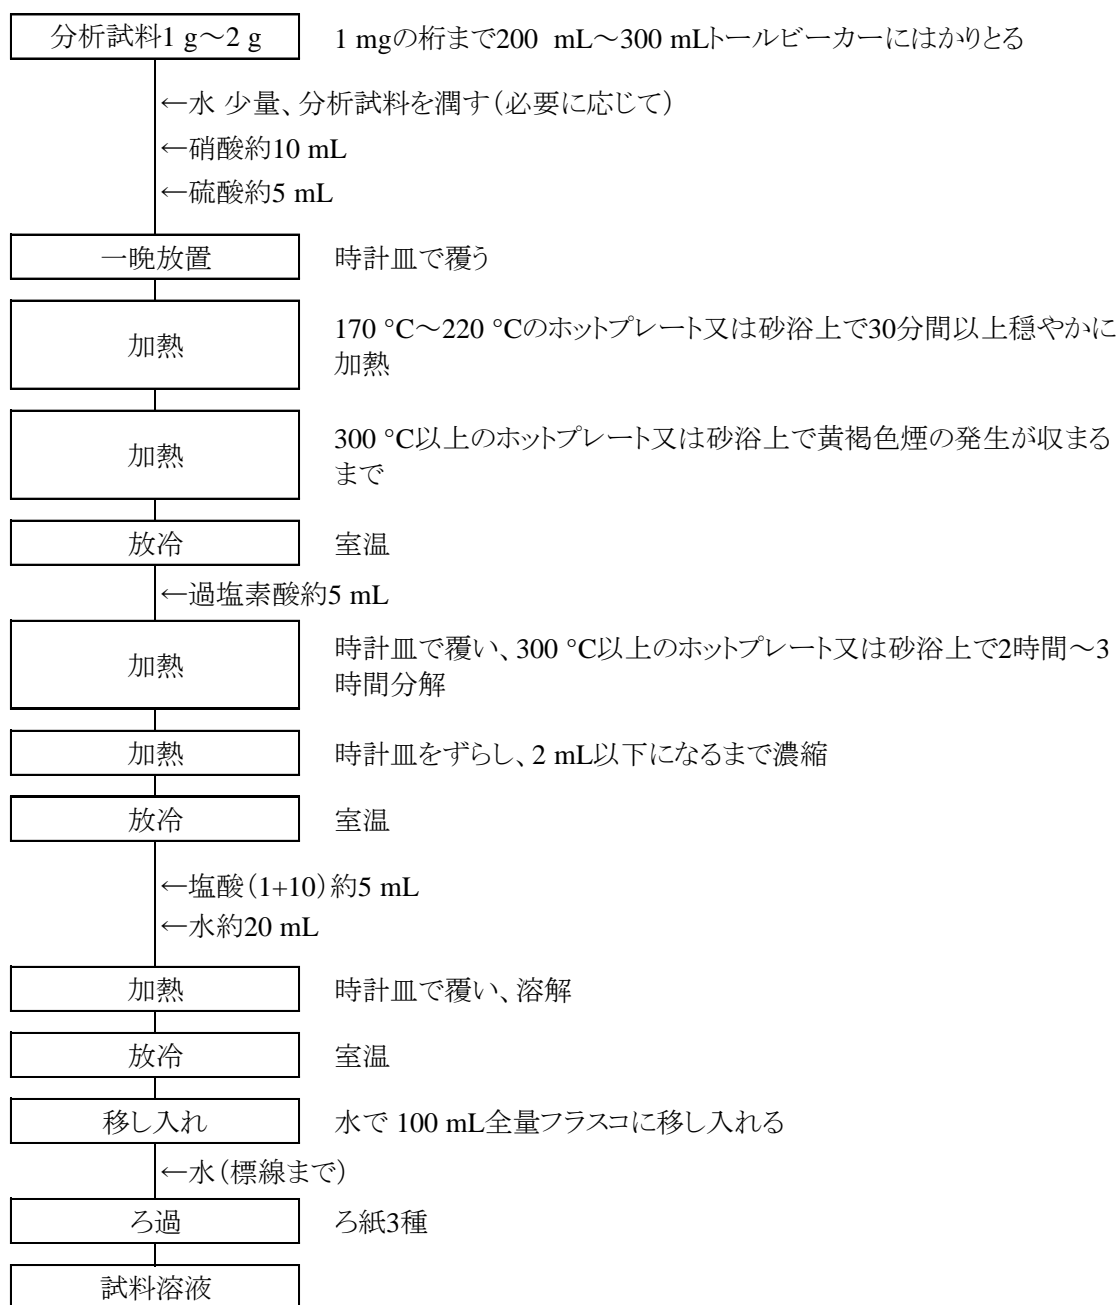 分析試料1 g～2 g
1 mgの桁まで200 mL～300 mLトールビーカーにはかりとる
←水 少量、分析試料を潤す（必要に応じて）
←硝酸約10 mL
←硫酸約5 mL
一晩放置
時計皿で覆う
加熱
170 °C～220 °Cのホットプレート又は砂浴上で30分間以上穏やかに
加熱
加熱
300 °C以上のホットプレート又は砂浴上で黄褐色煙の発生が収まる
まで
放冷
室温
←過塩素酸約5 mL
加熱
時計皿で覆い、300 °C以上のホットプレート又は砂浴上で2時間～3
時間分解
加熱
時計皿をずらし、2 mL以下になるまで濃縮
放冷
室温
←塩酸（1+10）約5 mL
←水約20 mL
加熱
時計皿で覆い、溶解
放冷
室温
移し入れ
水で 100 mL全量フラスコに移し入れる
←水（標線まで）
ろ過
ろ紙3種
試料溶液